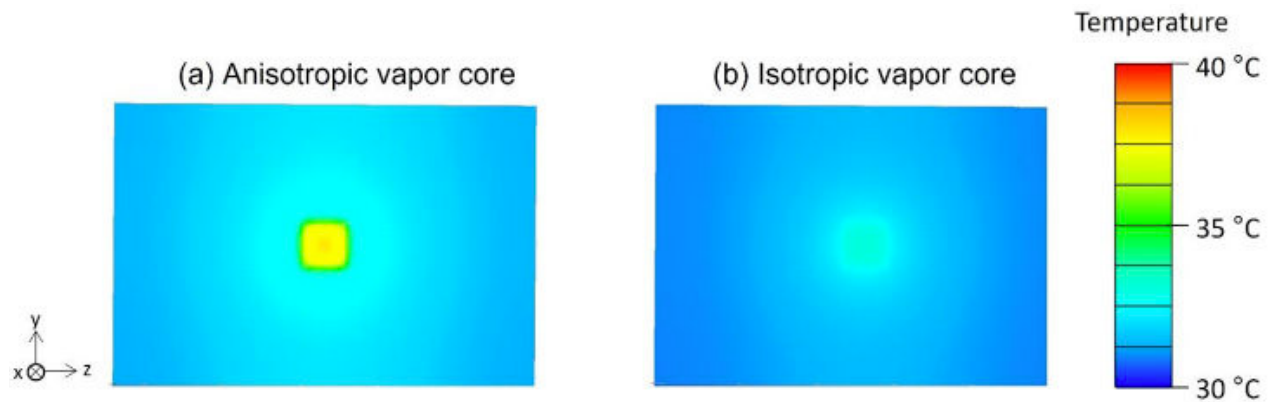 Temperature
(a) Anisotropic vapor core
(b) Isotropic vapor core
40 °C
35 °C
30 °C
y
x
z